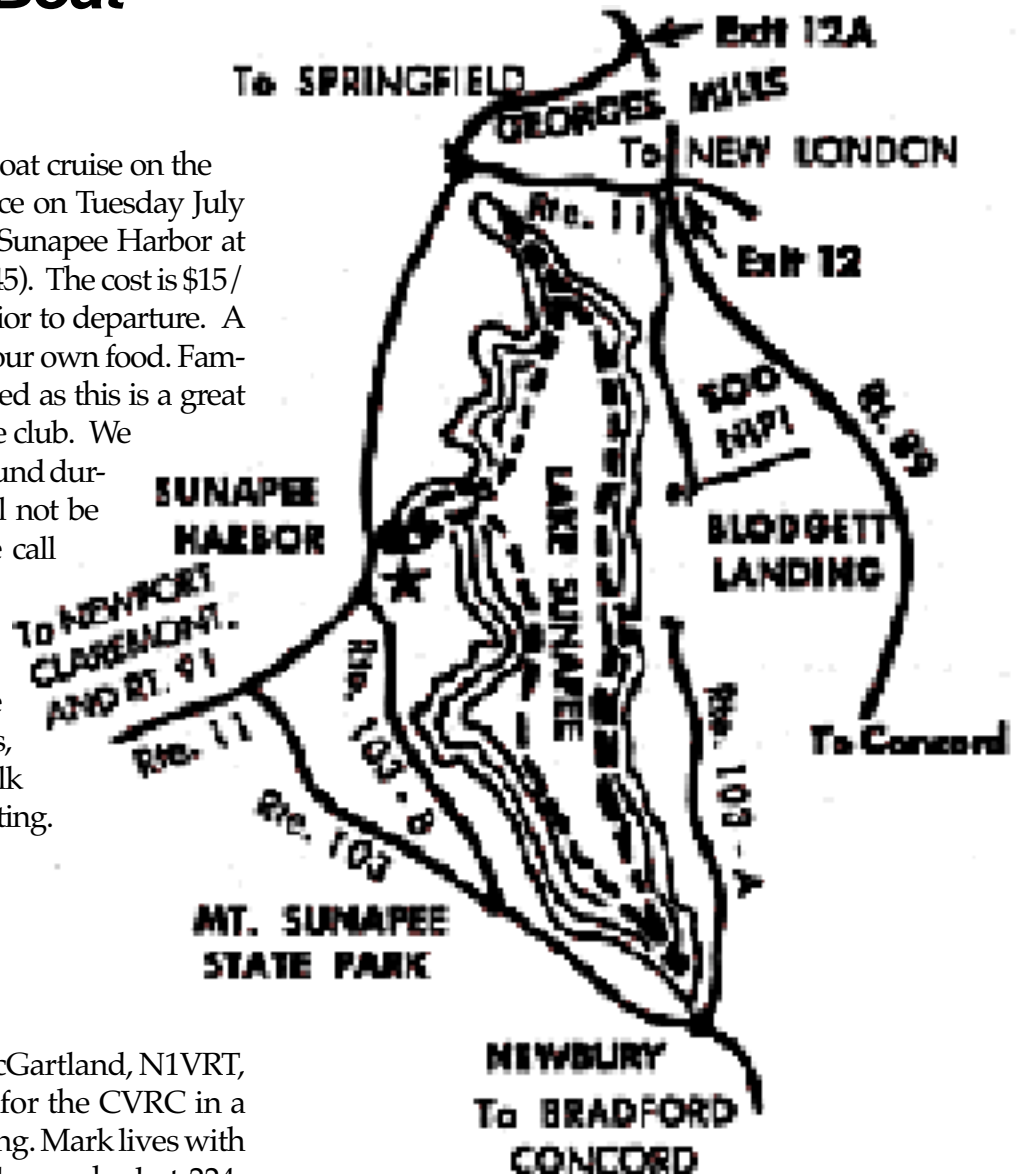 Boat
oat cruise on the
ce on Tuesday July
Sunapee Harbor at
45). The cost is $15/
ior to departure. A
our own food. Fam-
ed as this is a great
e club. We
und dur-
l not be
e call
e
s,
lk
ting.
cGartland, N1VRT,
for the CVRC in a
ng. Mark lives with
Exit 12A
To SPRINGFIELD
GEORGES MILLS
To NEW LONDON
Rte. 11
Exit 12
SOO
NIPI
Rt. 89
SUNAPEE
HARBOR
LAKE SUNAPEE
BLODGETT
LANDING
To NEWPORT
CLAREMONT.
AND RT. 91
Rte. 11
Rte. 103-B
Rte. 103
Rte. 103-A
To Concord
MT. SUNAPEE
STATE PARK
NEWBURY
To BRADFORD
CONCORD